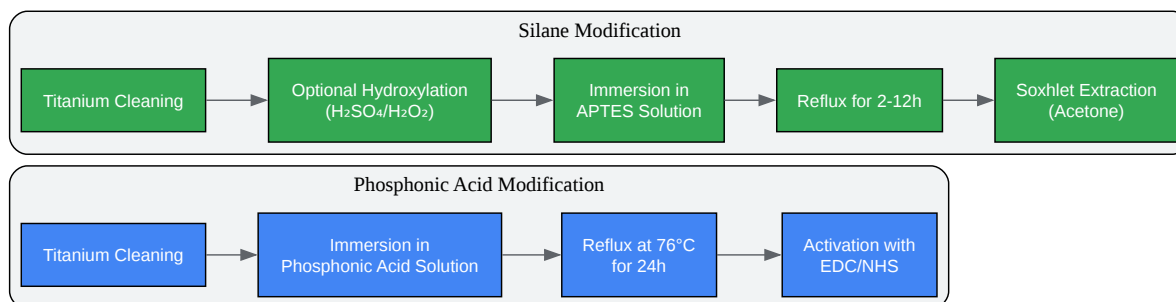 Silane Modification
Titanium Cleaning
Optional Hydroxylation
(H₂SO₄/H₂O₂)
Immersion in
APTES Solution
Reflux for 2-12h
Soxhlet Extraction
(Acetone)
Phosphonic Acid Modification
Titanium Cleaning
Immersion in
Phosphonic Acid Solution
Reflux at 76°C
for 24h
Activation with
EDC/NHS